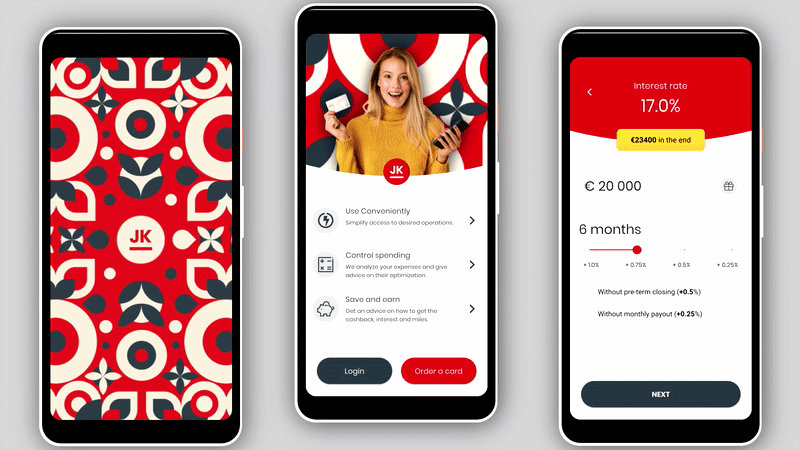 JK
JK
Use Conveniently
Simplify access to desired operations.
Control spending
We analyze your expenses and give
advice on their optimization.
Save and earn
Get an advice on how to get the
cashback, interest and miles.
Login
Order a card
Interest rate
17.0%
€23400 in the end
€ 20 000
6 months
+ 1.0%
+ 0.75%
+ 0.5%
+ 0.25%
Without pre-term closing (+0.5%)
Without monthly payout (+0.25%)
NEXT